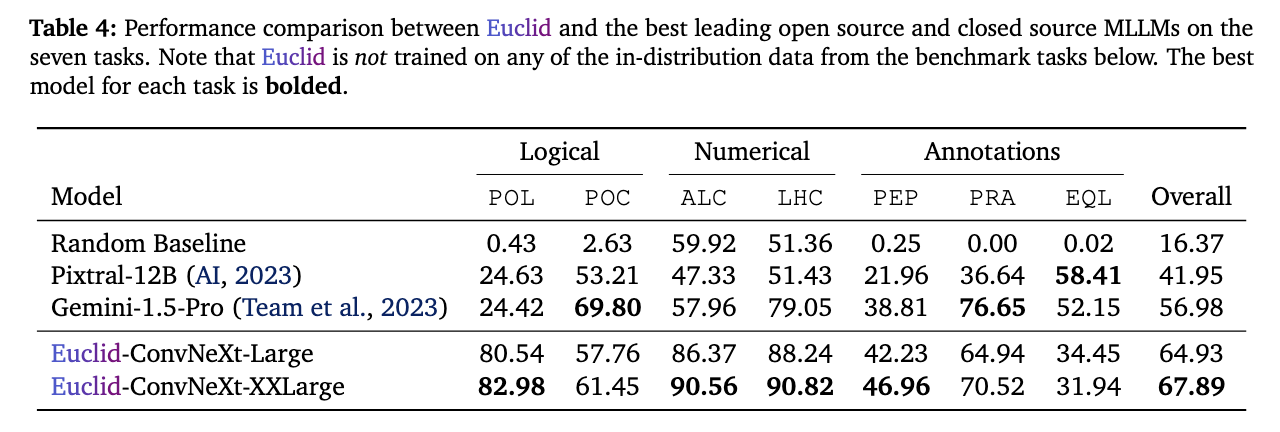 Table 4: Performance comparison between Euclid and the best leading open source and closed source MLLMs on the
seven tasks. Note that Euclid is not trained on any of the in-distribution data from the benchmark tasks below. The best
model for each task is bolded.
Logical Numerical Annotations
Model POL POC ALC LHC PEP PRA EQL Overall
Random Baseline 0.43 2.63 59.92 51.36 0.25 0.00 0.02 16.37
Pixtral-12B (AI, 2023) 24.63 53.21 47.33 51.43 21.96 36.64 58.41 41.95
Gemini-1.5-Pro (Team et al., 2023) 24.42 69.80 57.96 79.05 38.81 76.65 52.15 56.98
Euclid-ConvNeXt-Large 80.54 57.76 86.37 88.24 42.23 64.94 34.45 64.93
Euclid-ConvNeXt-XXLarge 82.98 61.45 90.56 90.82 46.96 70.52 31.94 67.89